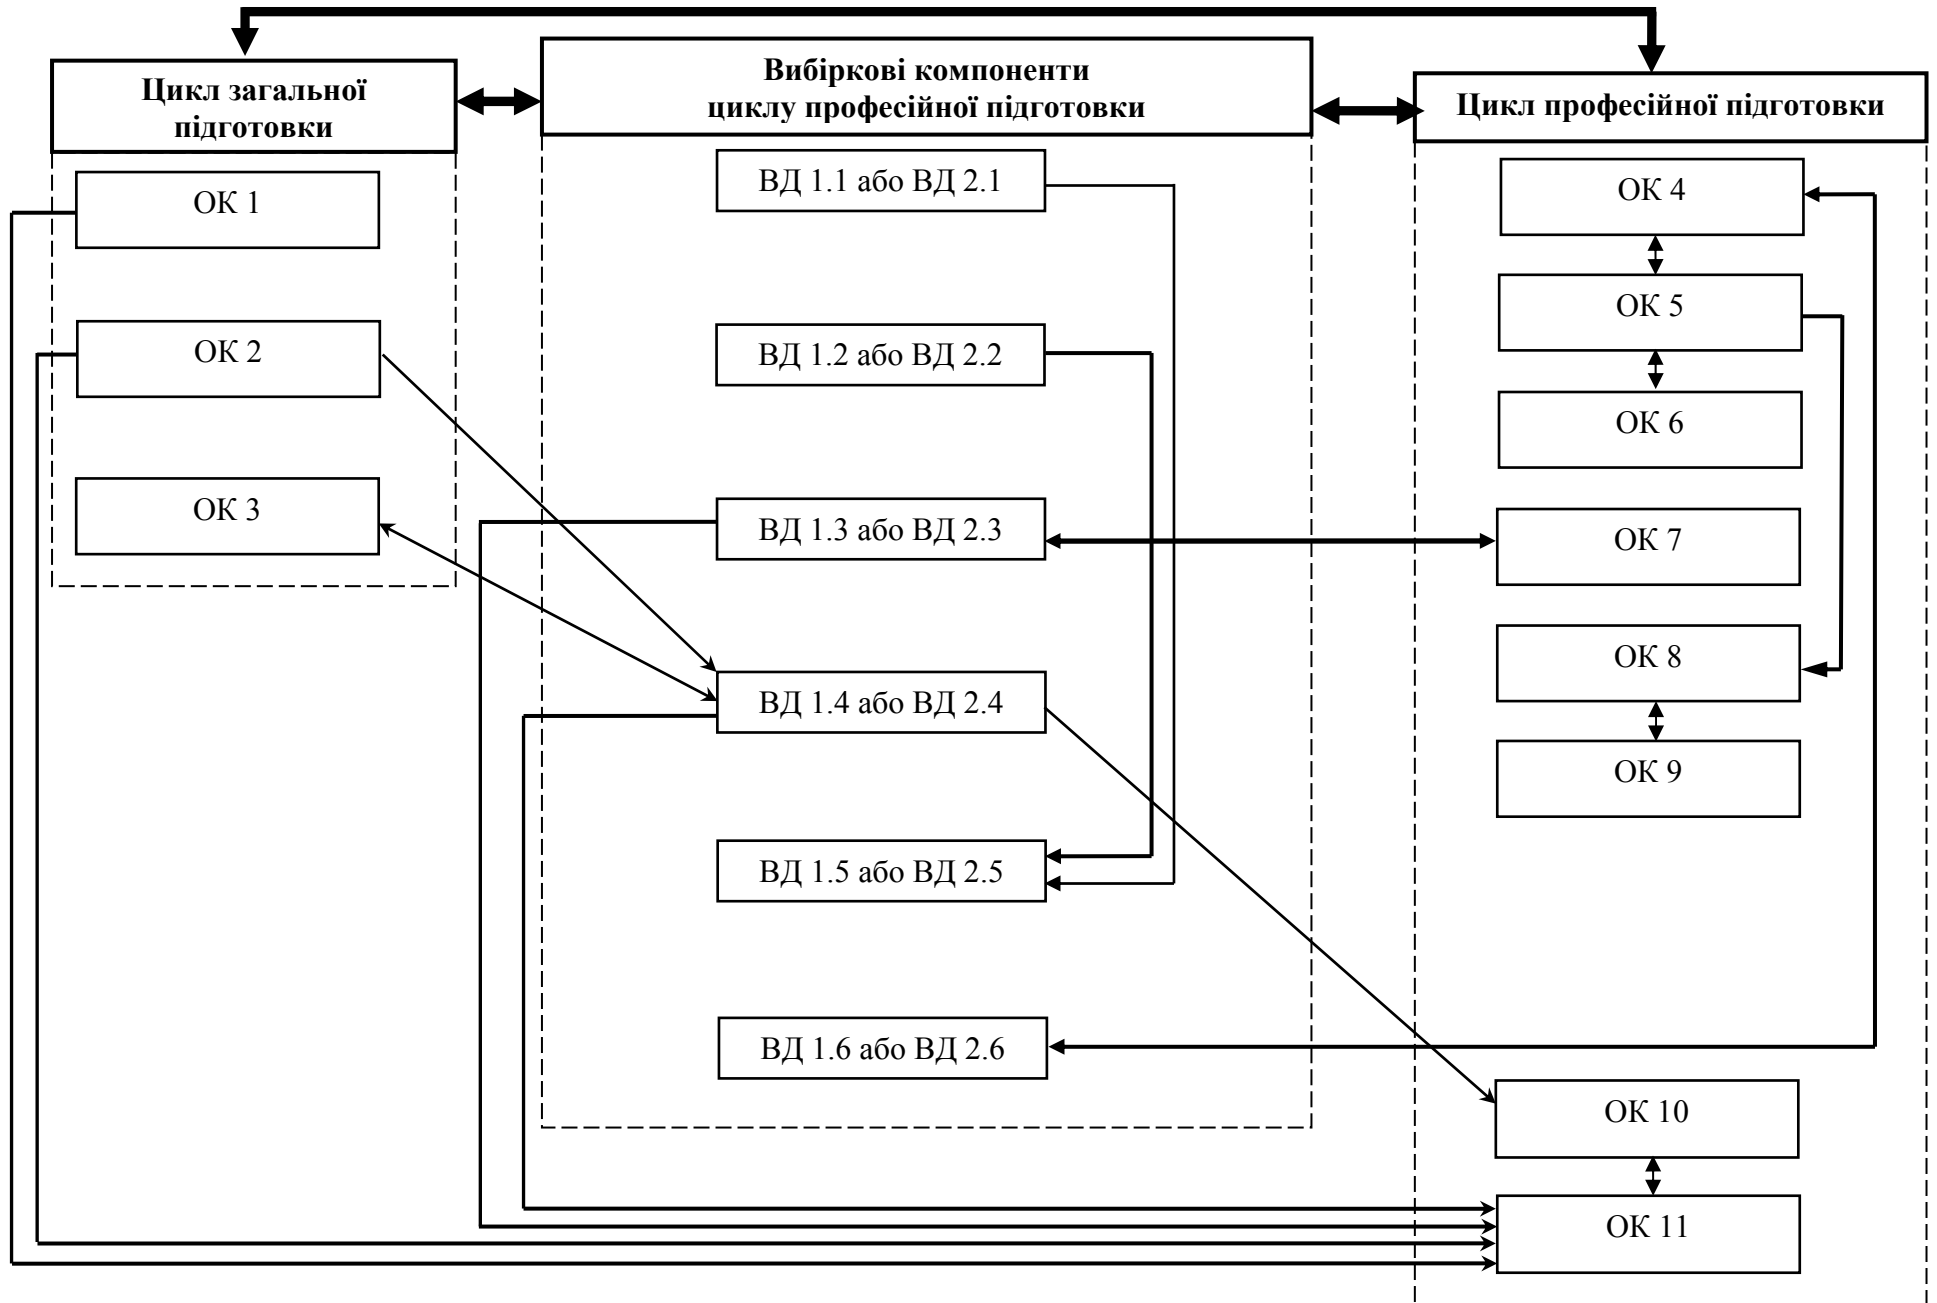 Цикл загальної
підготовки
ОК 1
ОК 2
ОК 3
Вибіркові компоненти
циклу професійної підготовки
ВД 1.1 або ВД 2.1
ВД 1.2 або ВД 2.2
ВД 1.3 або ВД 2.3
ВД 1.4 або ВД 2.4
ВД 1.5 або ВД 2.5
ВД 1.6 або ВД 2.6
Цикл професійної підготовки
ОК 4
ОК 5
ОК 6
ОК 7
ОК 8
ОК 9
ОК 10
ОК 11